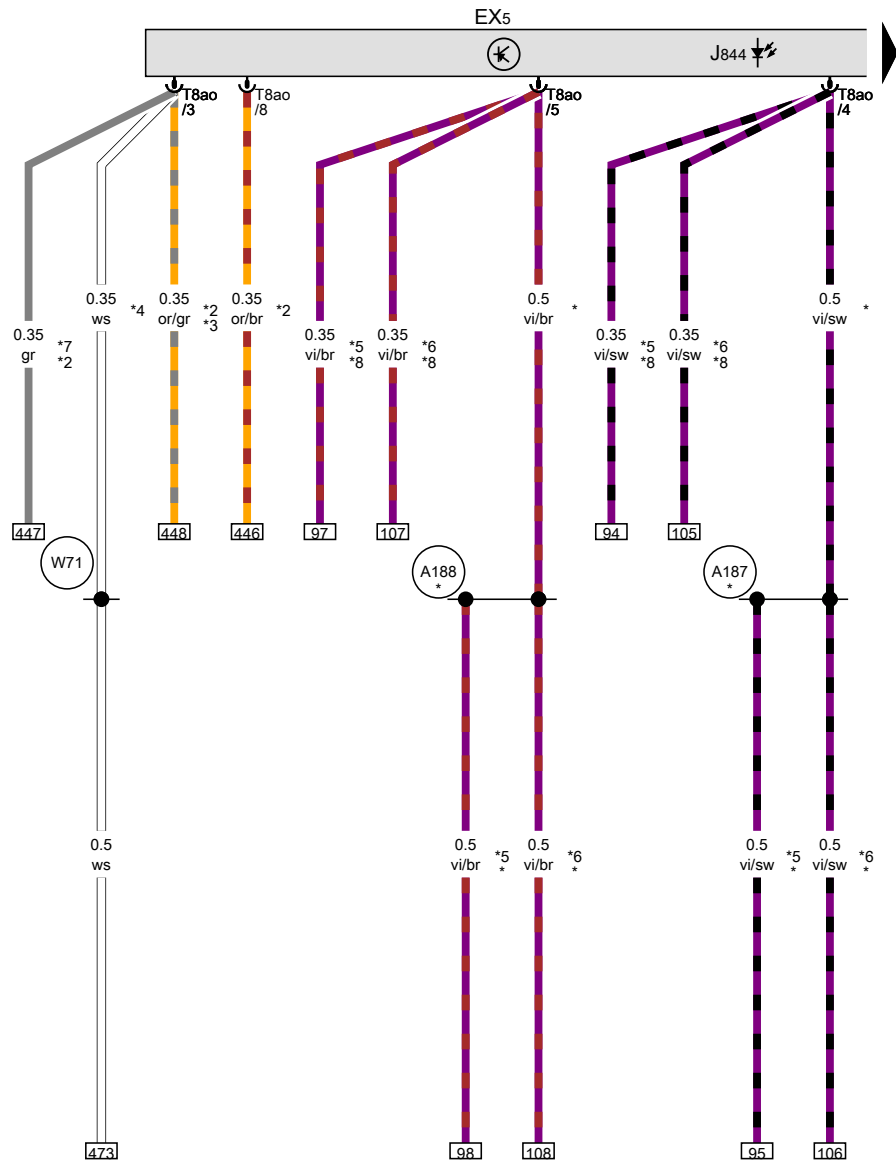 EX5
J844
T8ao
/3
T8ao
/8
T8ao
/5
T8ao
/4
0.35
ws
*4
0.35
or/gr
*2
*3
0.35
or/br
*2
0.5
vi/br
*
0.5
vi/sw
*
0.35
gr
*7
*2
0.35
vi/br
*5
*8
0.35
vi/br
*6
*8
0.35
vi/sw
*5
*8
0.35
vi/sw
*6
*8
447
448
446
97
107
94
105
W71
A188
*
A187
*
0.5
ws
0.5
vi/br
*5
*
0.5
vi/br
*6
*
0.5
vi/sw
*5
*
0.5
vi/sw
*6
*
473
98
108
95
106